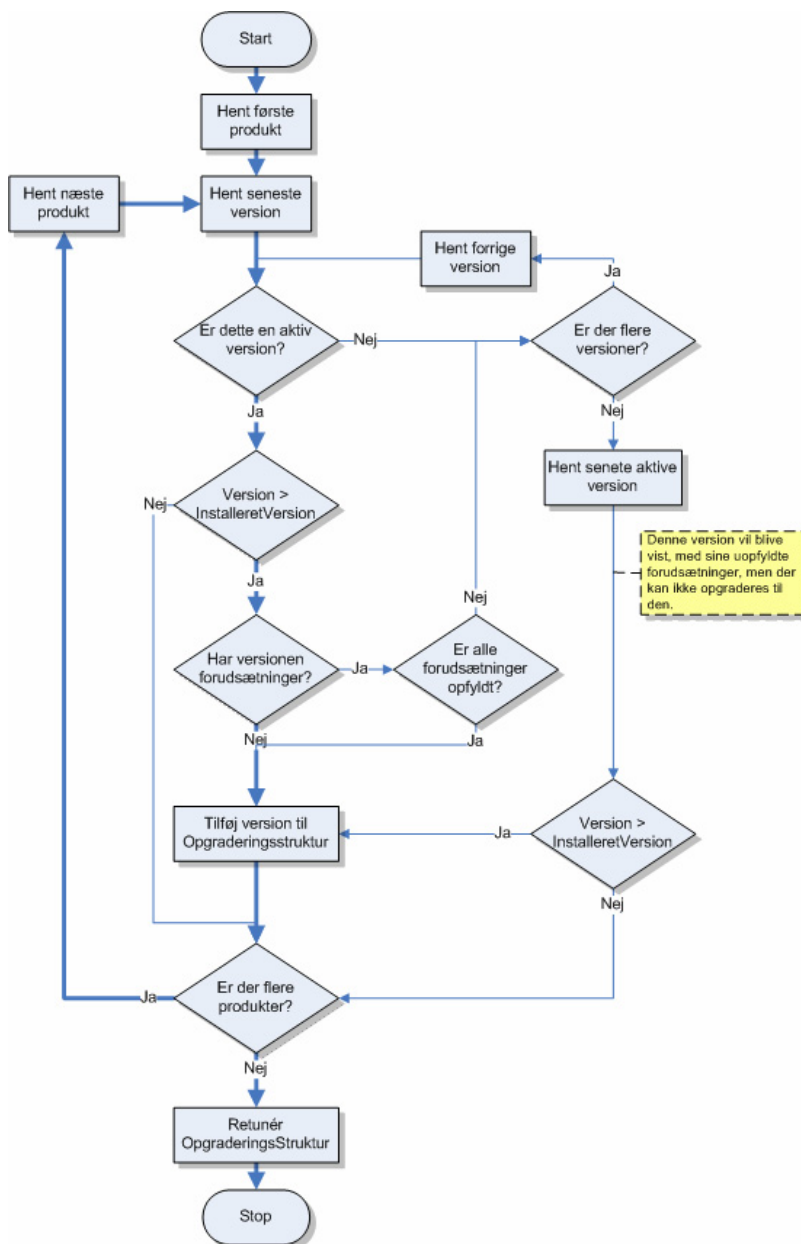 Start
Hent første
produkt
Hent næste
produkt
Hent seneste
version
Hent forrige
version
Ja
Er dette en aktiv
version?
Nej
Er der flere
versioner?
Ja
Nej
Hent senete aktive
version
Nej
Version >
InstalleretVersion
Denne version vil blive
vist, med sine uopfyldte
forudsætninger, men der
kan ikke opgraderes til
den.
Ja
Nej
Har versionen
forudsætninger?
Ja
Er alle
forudsætninger
opfyldt?
Nej
Ja
Tilføj version til
Opgraderingsstruktur
Ja
Version >
InstalleretVersion
Nej
Er der flere
produkter?
Ja
Nej
Retunér
OpgraderingsStruktur
Stop